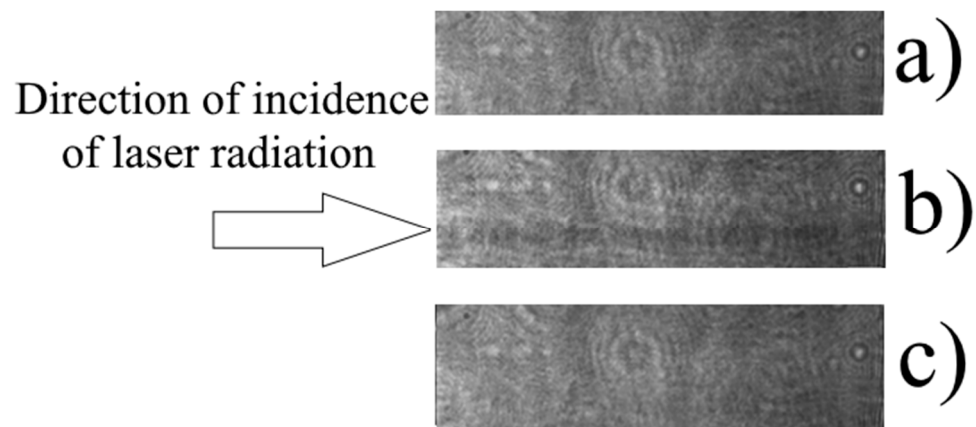 a)
Direction of incidence
of laser radiation
b)
c)